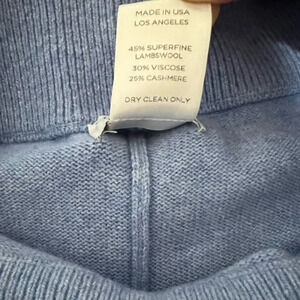 MADE IN USA
LOS ANGELES
45% SUPERFINE
LAMBSWOOL
30% VISCOSE
25% CASHMERE
DRY CLEAN ONLY